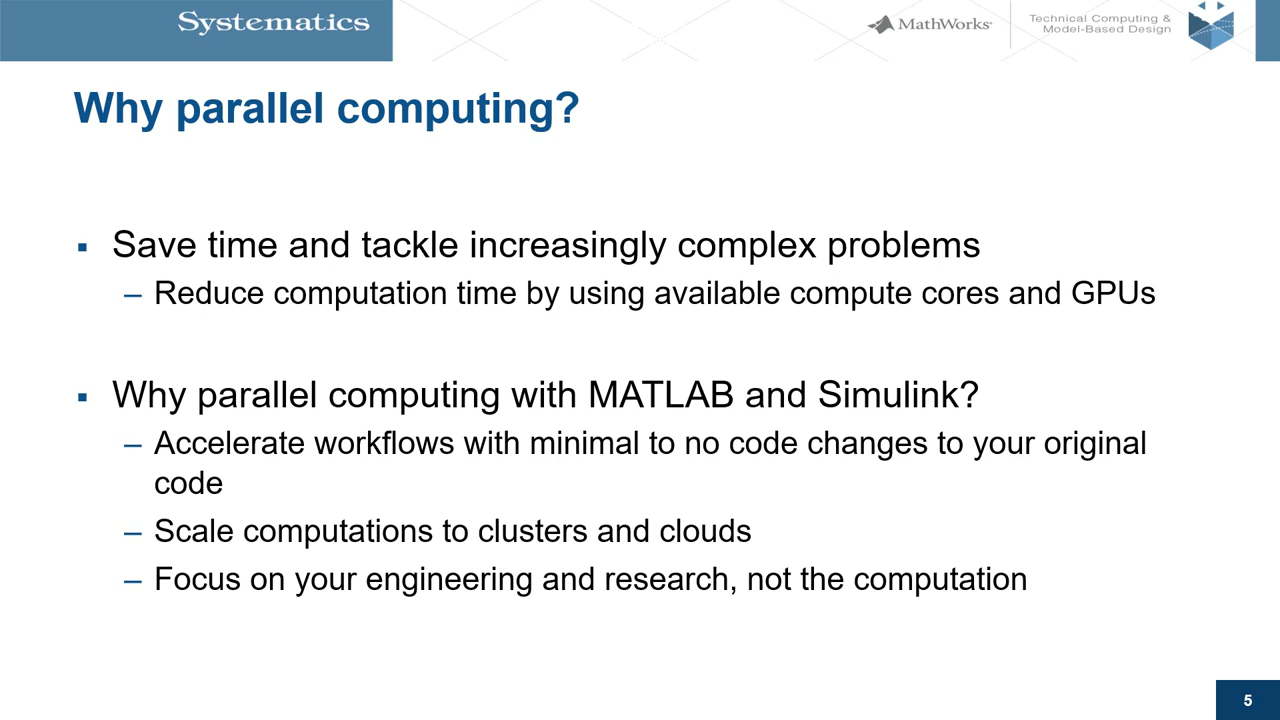 Systematics
MathWorks
Technical Computing &
Model-Based Design
Why parallel computing?
▪ Save time and tackle increasingly complex problems
– Reduce computation time by using available compute cores and GPUs
▪ Why parallel computing with MATLAB and Simulink?
– Accelerate workflows with minimal to no code changes to your original
code
– Scale computations to clusters and clouds
– Focus on your engineering and research, not the computation
5